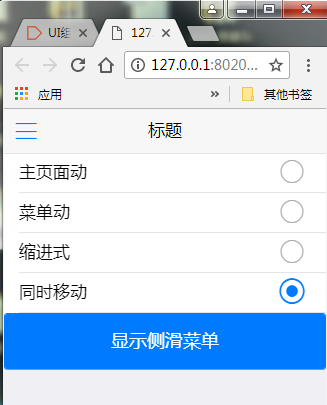 UI组
127
127.0.0.1:8020...
应用
»
其他书签
标题
主页面动
菜单动
缩进式
同时移动
显示侧滑菜单